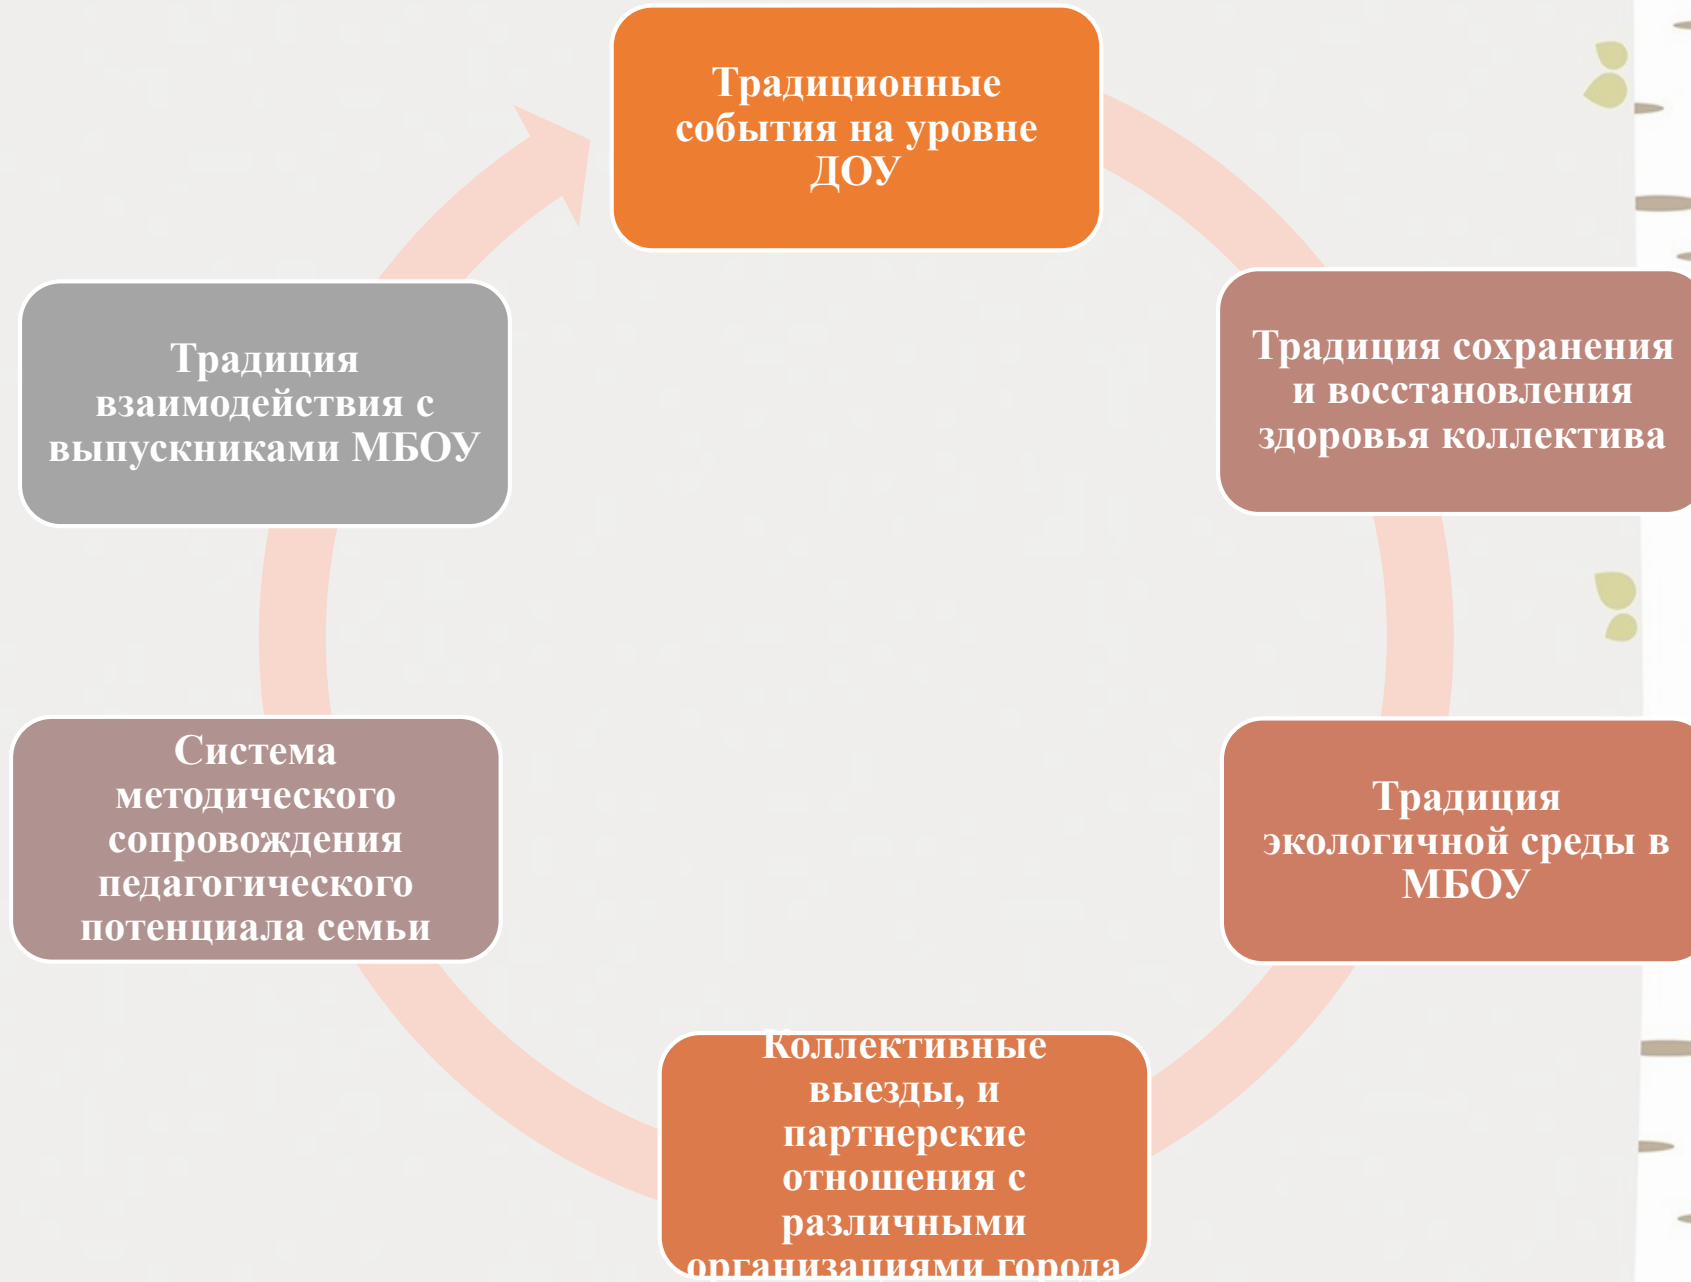 Традиционные
события на уровне
ДОУ
Традиция сохранения
и восстановления
здоровья коллектива
Традиция
экологичной среды в
МБОУ
Коллективные
выезды, и
партнерские
отношения с
различными
организациями города
Система
методического
сопровождения
педагогического
потенциала семьи
Традиция
взаимодействия с
выпускниками МБОУ